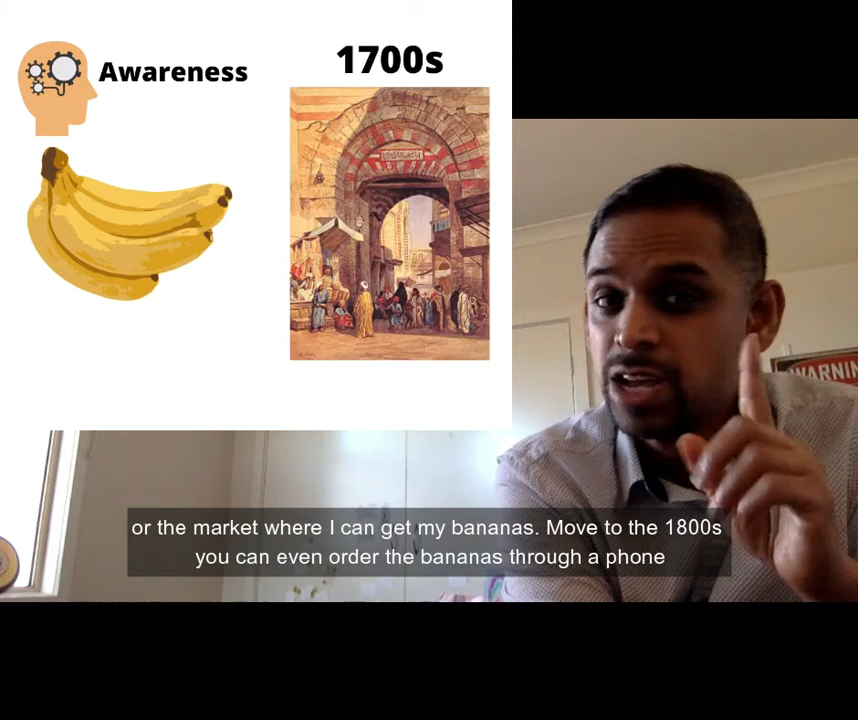 Awareness
1700s
WARNIN
or the market where I can get my bananas. Move to the 1800s
you can even order the bananas through a phone